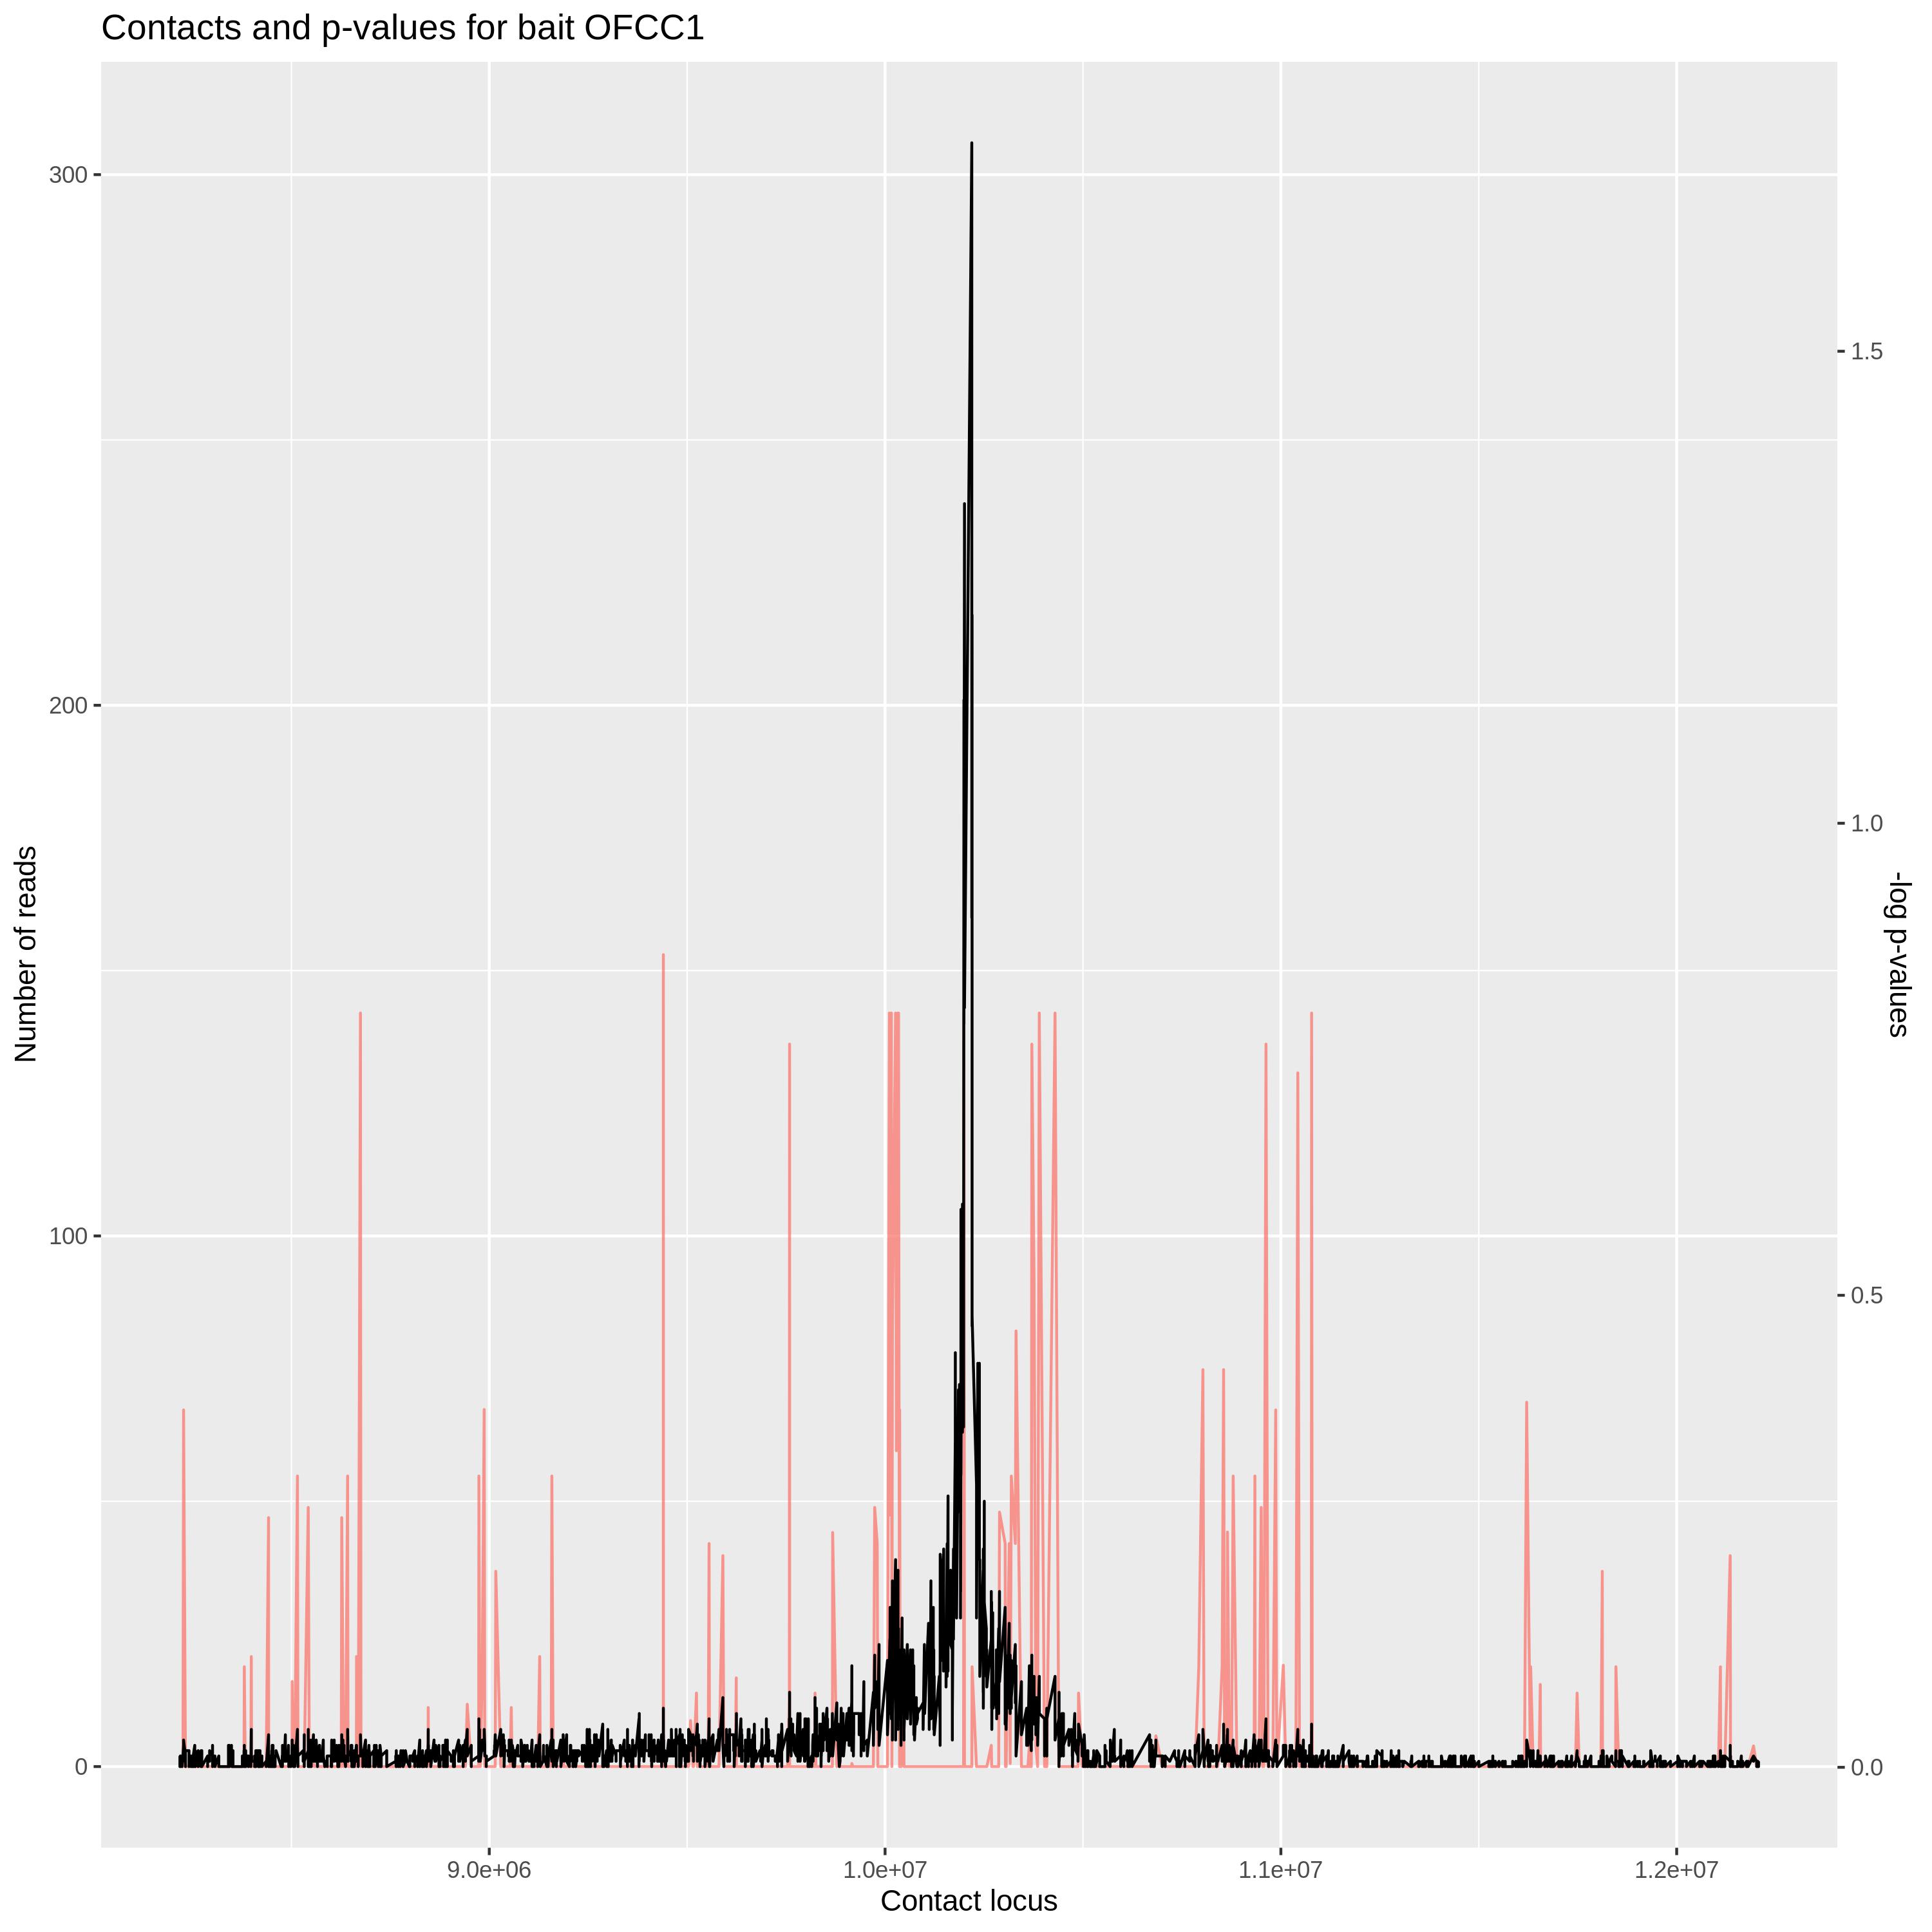 Contacts and p-values for bait OFCC1
300
200
100
0
Number of reads
1.5
1.0
0.5
0.0
-log p-values
9.0e+06
1.0e+07
1.1e+07
1.2e+07
Contact locus